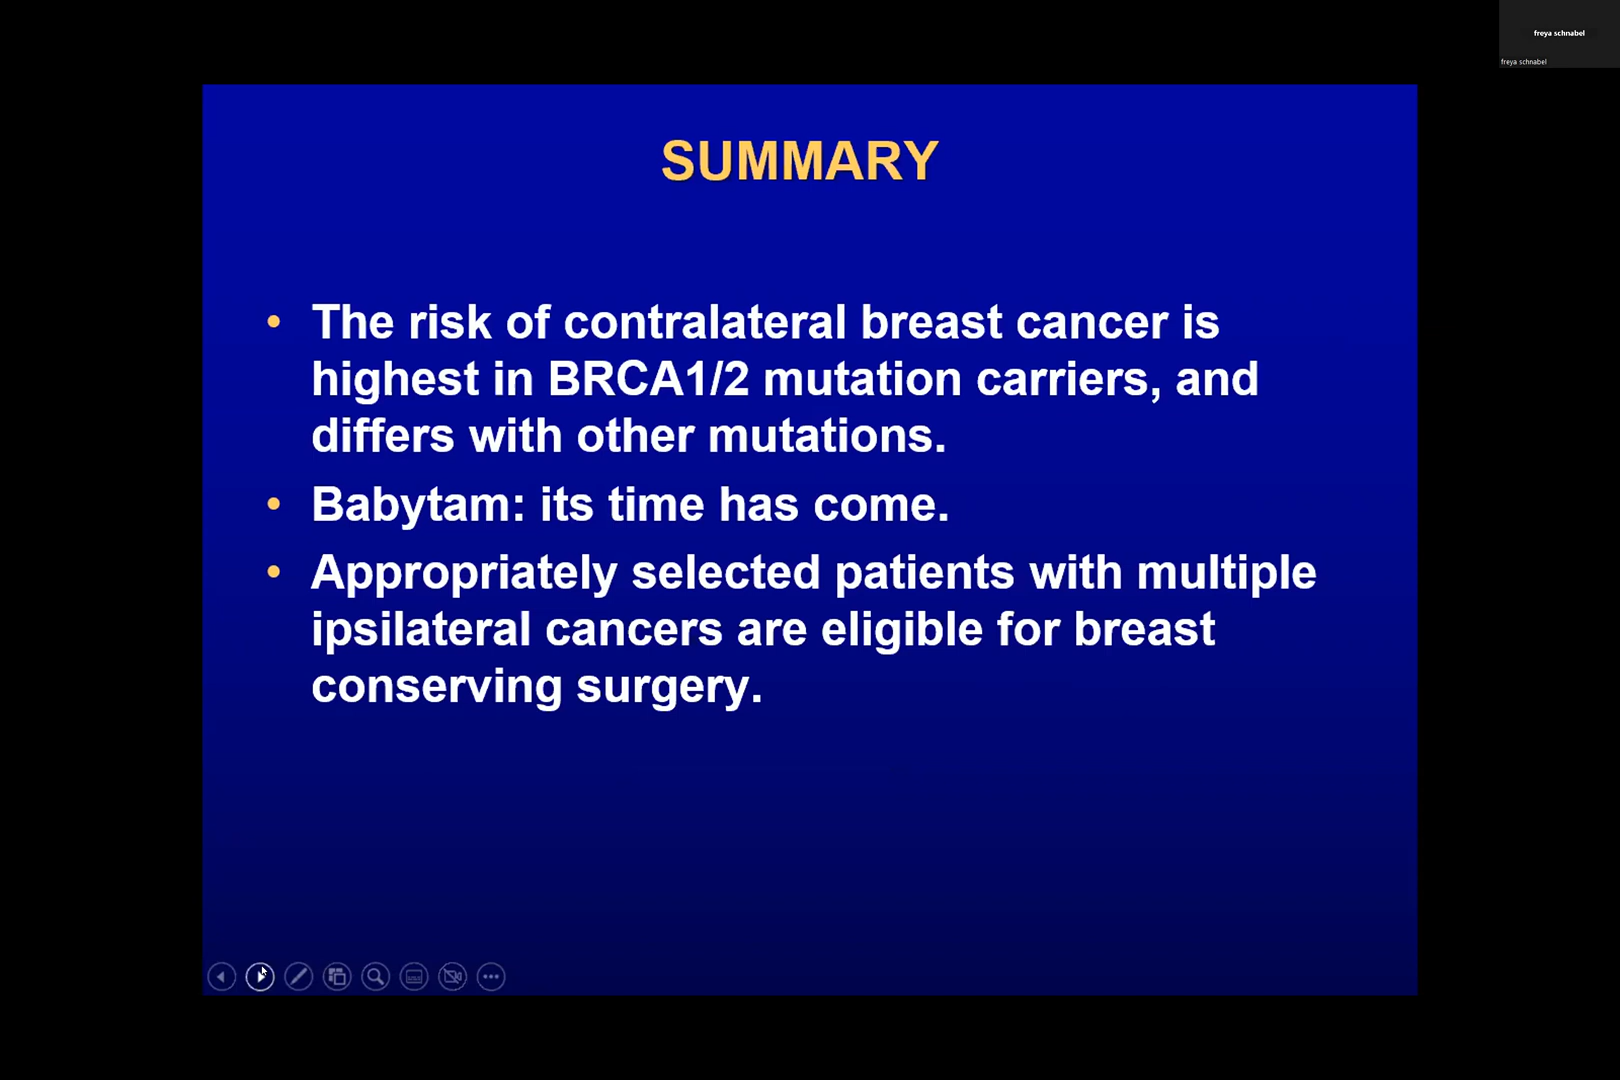 freya schnabel
freya schnabel
SUMMARY
• The risk of contralateral breast cancer is
highest in BRCA1/2 mutation carriers, and
differs with other mutations.
• Babytam: its time has come.
• Appropriately selected patients with multiple
ipsilateral cancers are eligible for breast
conserving surgery.